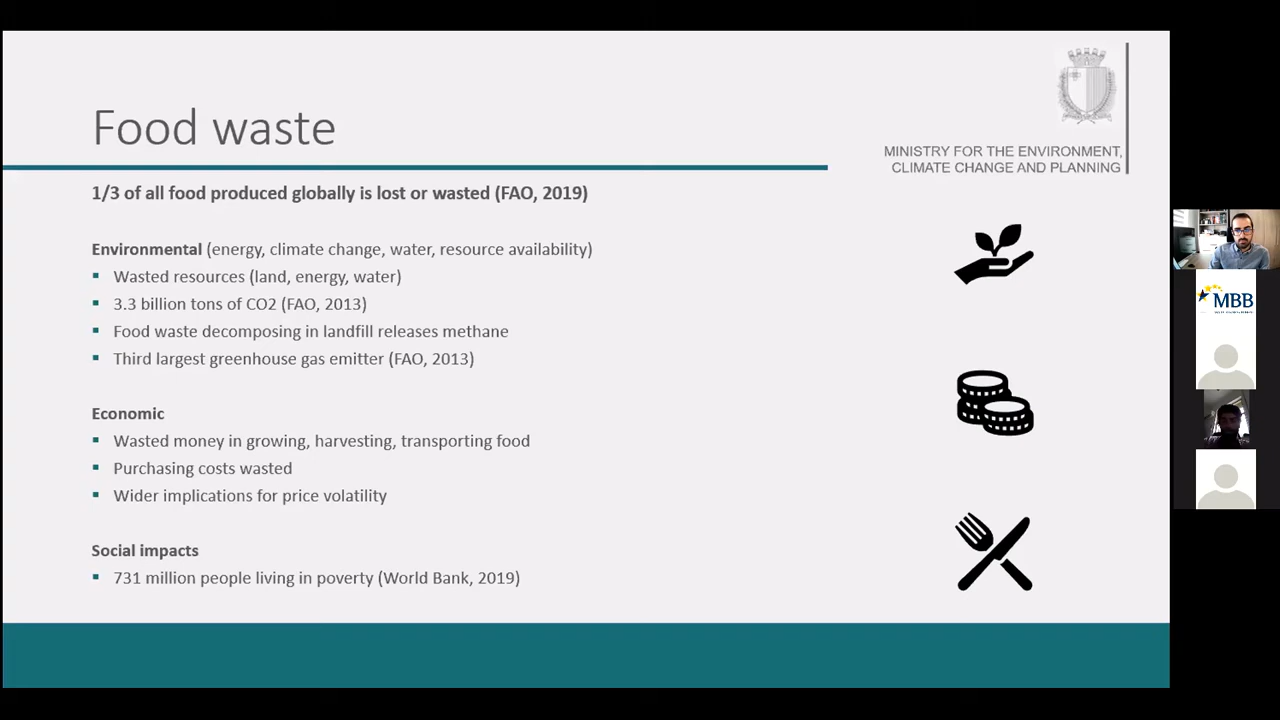 Food waste
MINISTRY FOR THE ENVIRONMENT,
CLIMATE CHANGE AND PLANNING
1/3 of all food produced globally is lost or wasted (FAO, 2019)
Environmental (energy, climate change, water, resource availability)
Wasted resources (land, energy, water)
3.3 billion tons of CO2 (FAO, 2013)
Food waste decomposing in landfill releases methane
Third largest greenhouse gas emitter (FAO, 2013)
Economic
Wasted money in growing, harvesting, transporting food
Purchasing costs wasted
Wider implications for price volatility
Social impacts
731 million people living in poverty (World Bank, 2019)
MBB